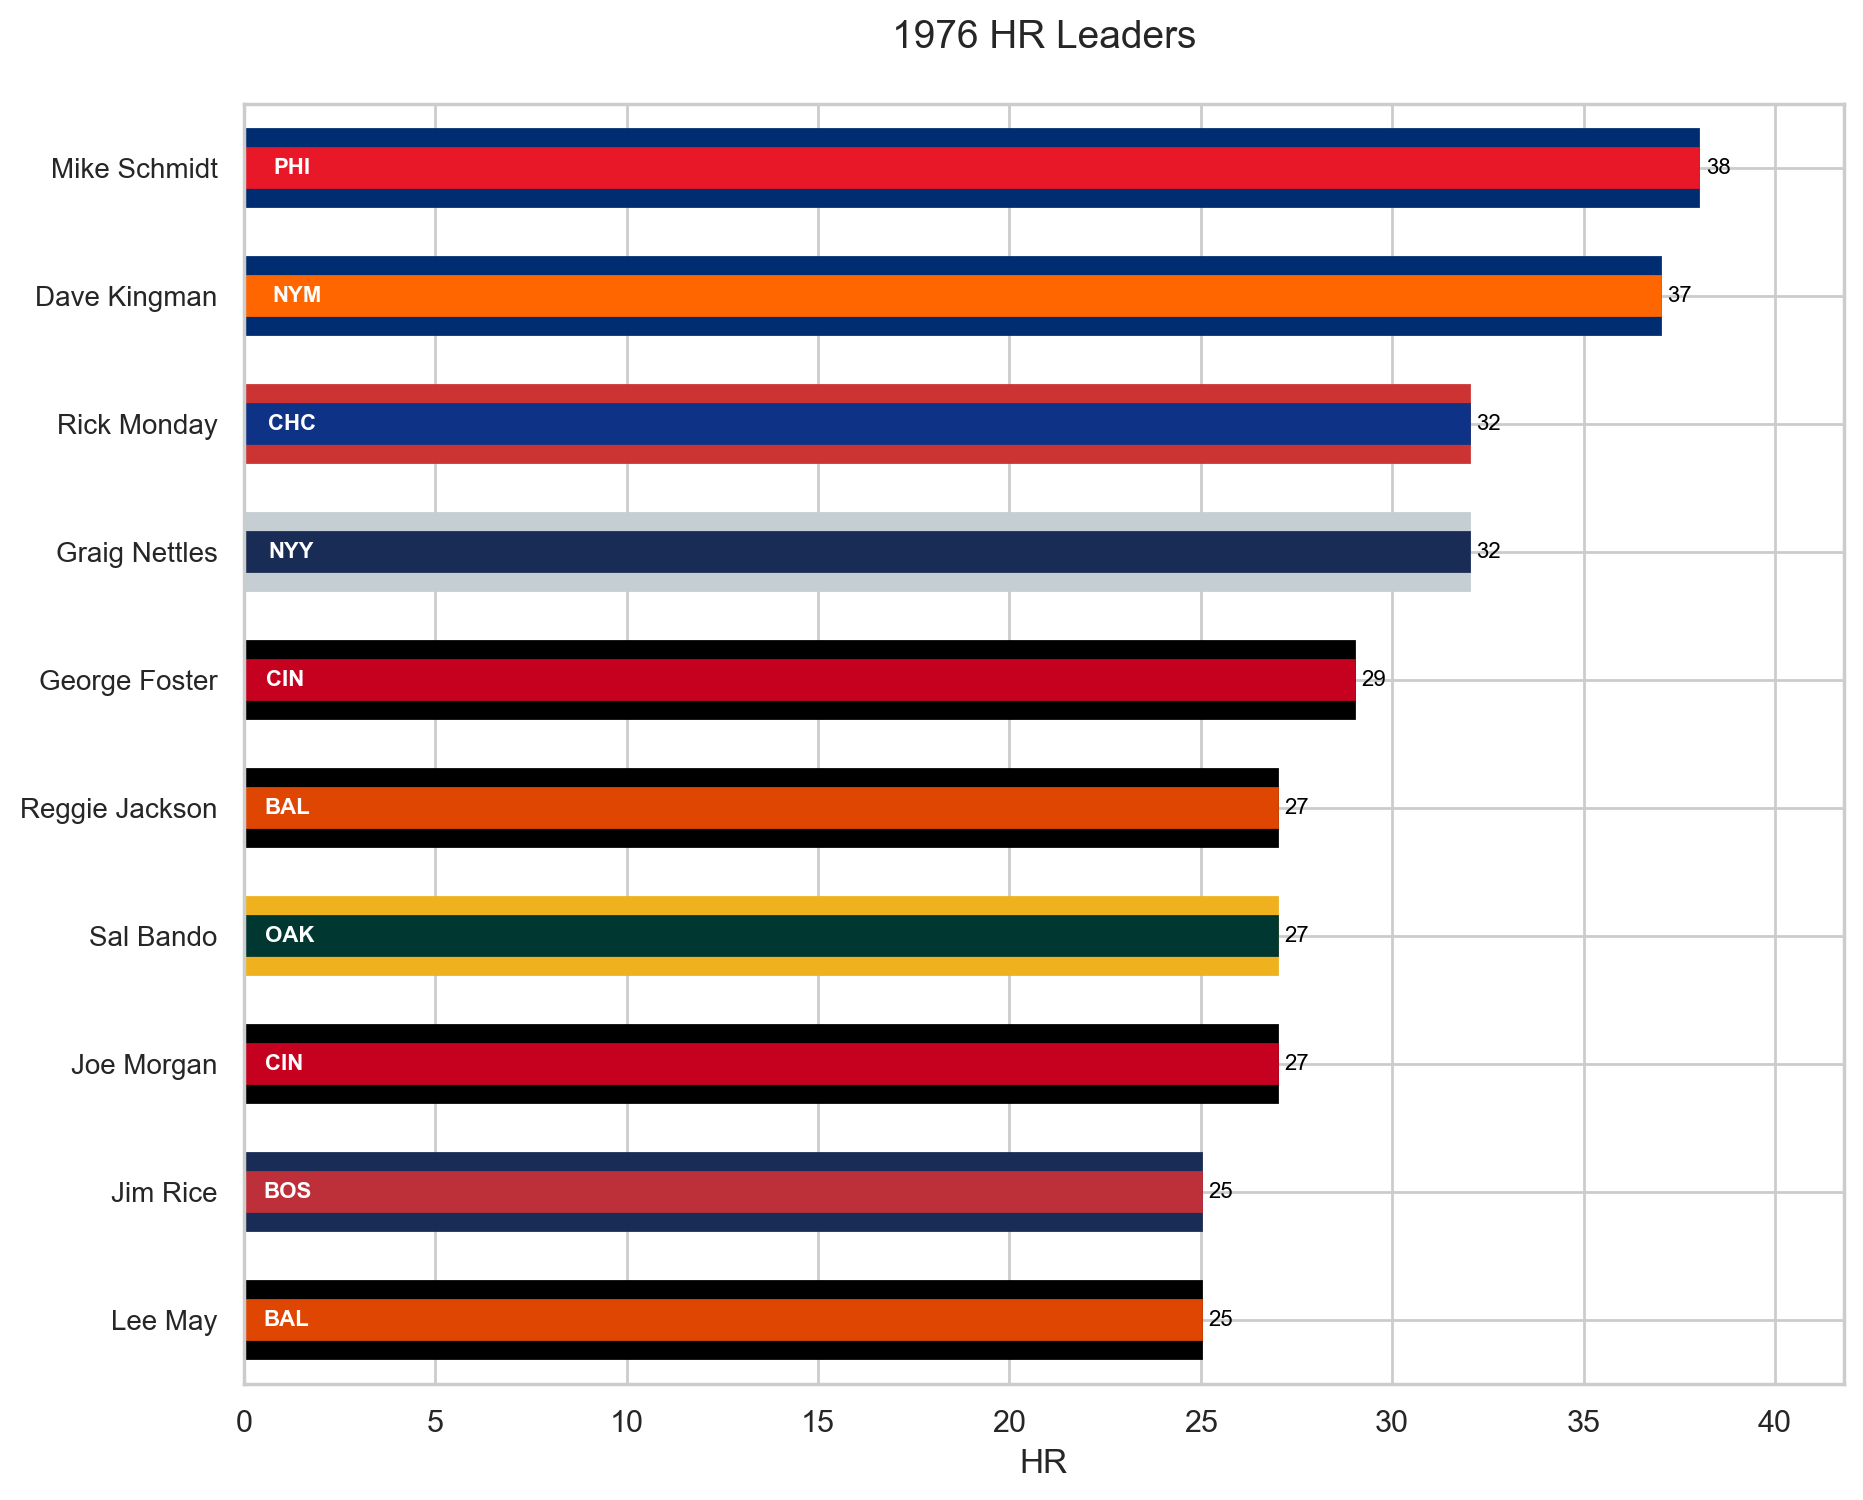 1976 HR Leaders
Mike Schmidt PHI 38
Dave Kingman NYM 37
Rick Monday CHC 32
Graig Nettles NYY 32
George Foster CIN 29
Reggie Jackson BAL 27
Sal Bando OAK 27
Joe Morgan CIN 27
Jim Rice BOS 25
Lee May BAL 25
0 5 10 15 20 25 30 35 40
HR